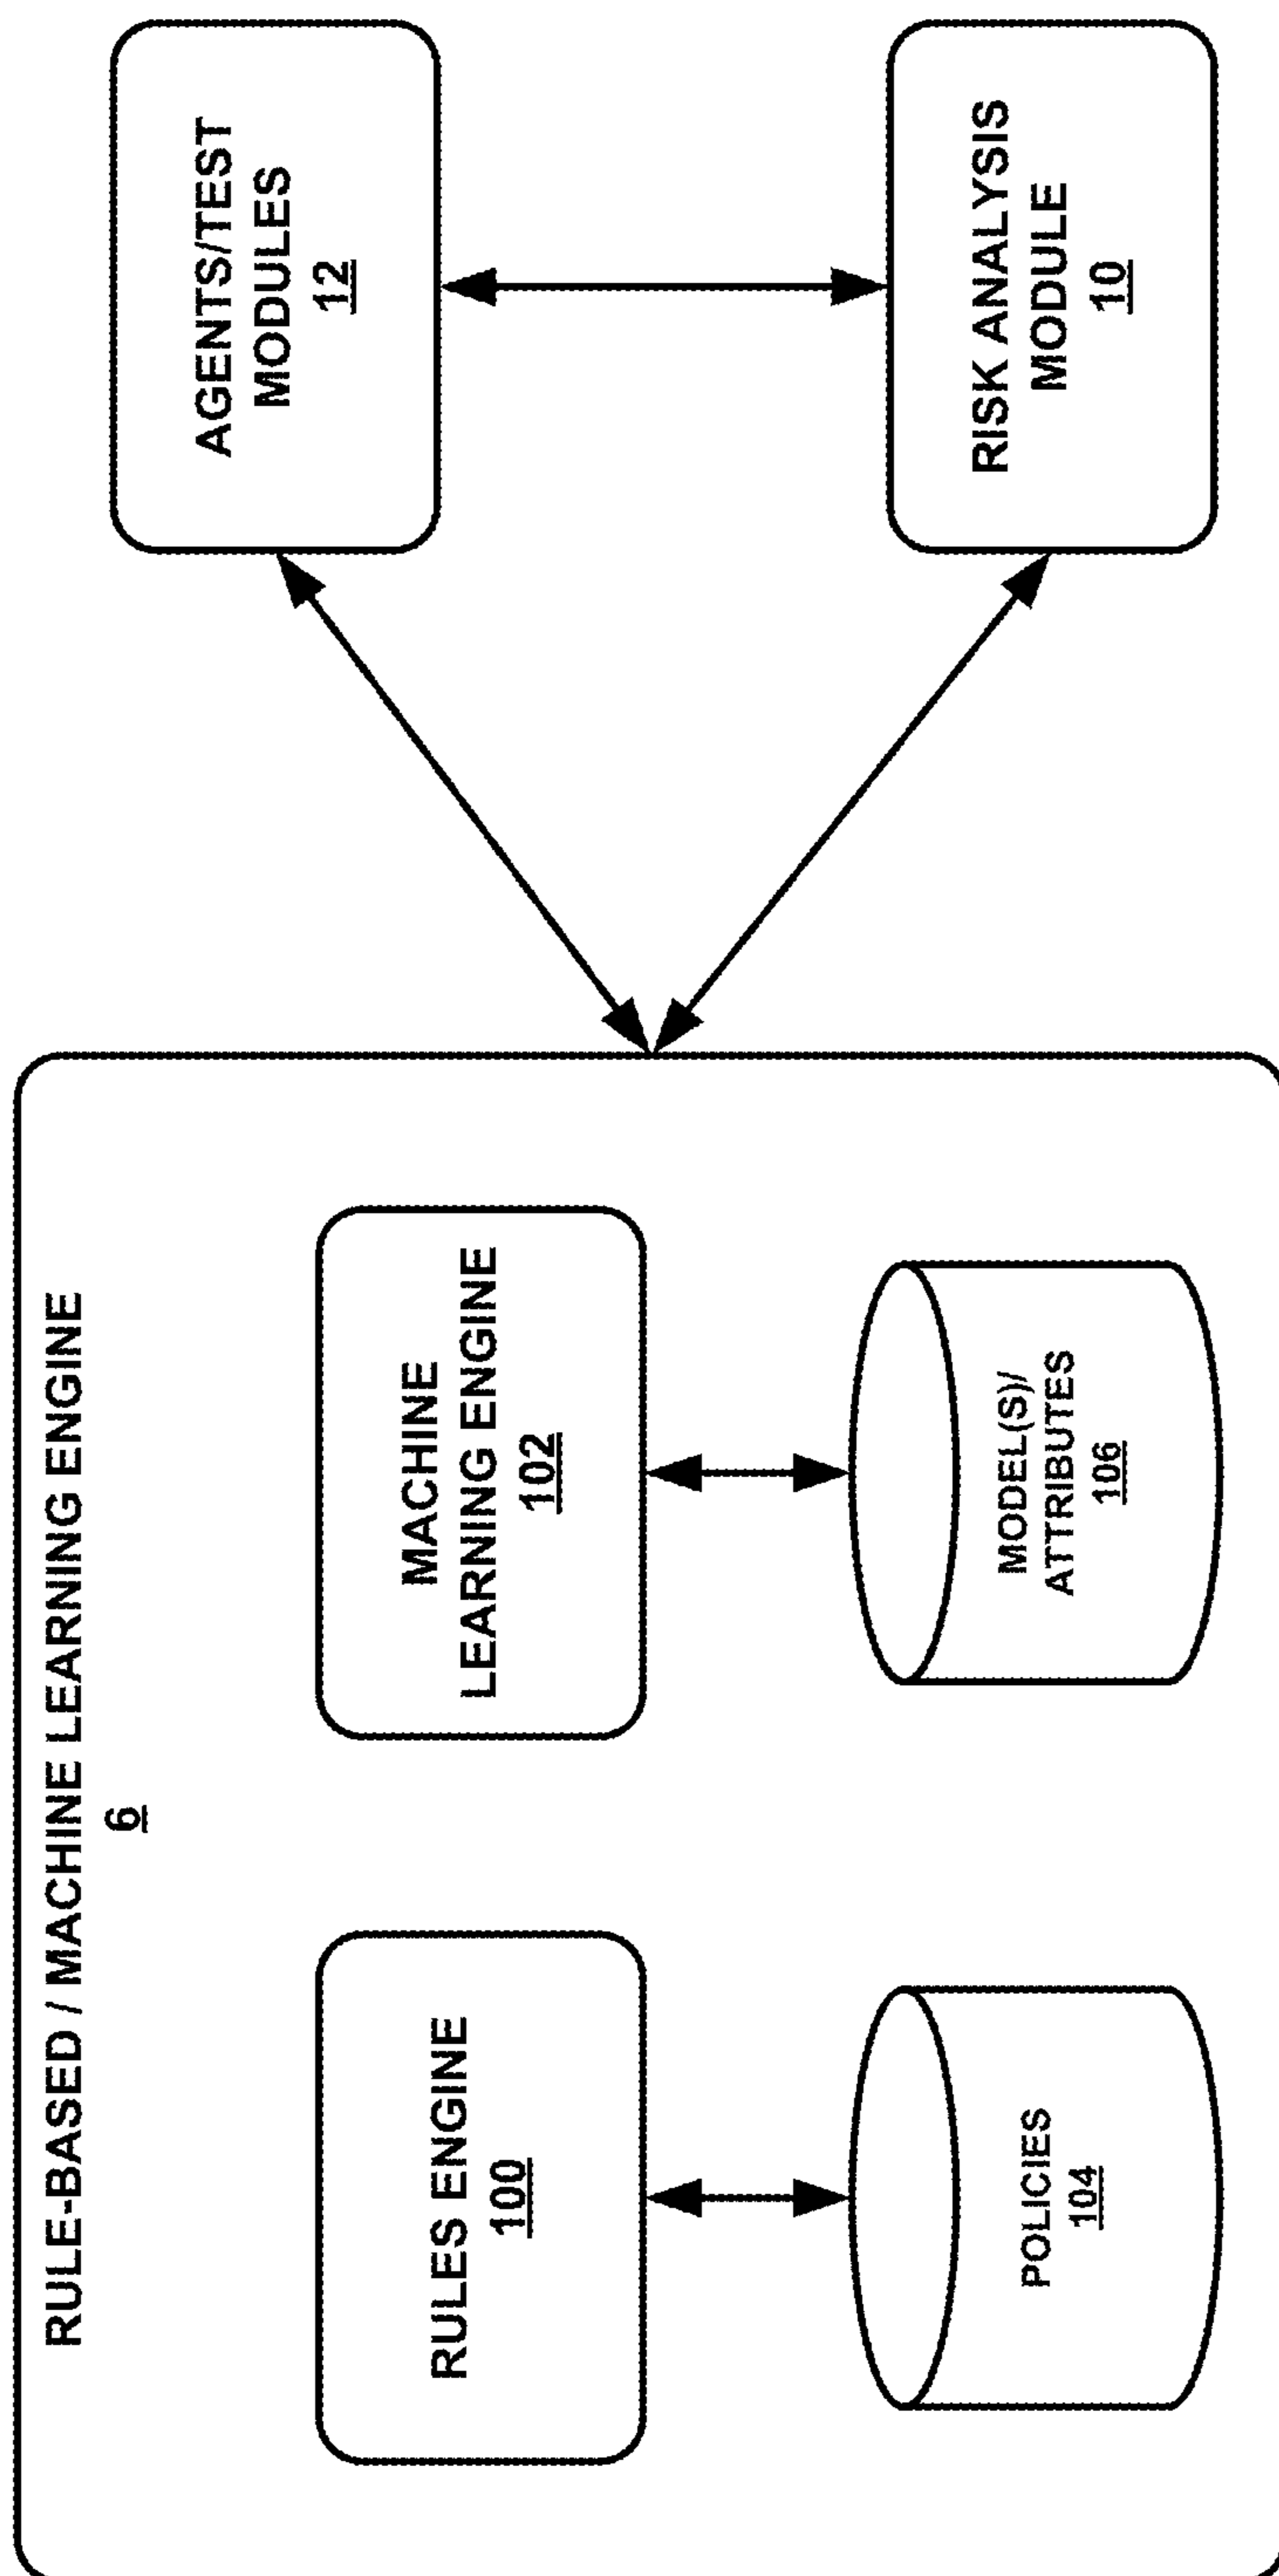 RULE-BASED / MACHINE LEARNING ENGINE
6
RULES ENGINE
100
POLICIES
104
MACHINE
LEARNING ENGINE
102
MODEL(S)/
ATTRIBUTES
106
AGENTS/TEST
MODULES
12
RISK ANALYSIS
MODULE
10